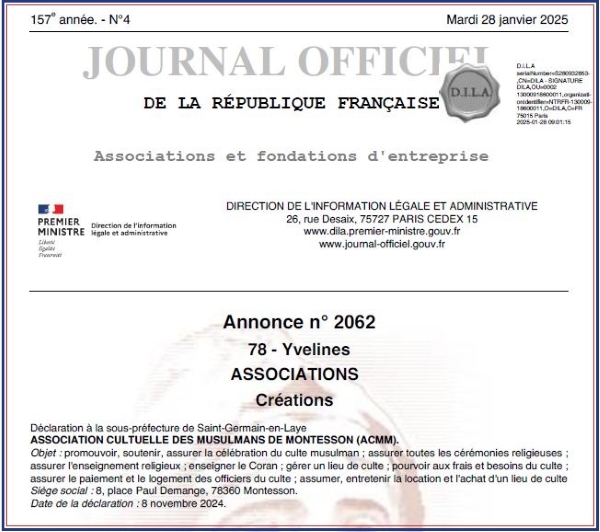 157e année. - N°4
Mardi 28 janvier 2025
JOURNAL OFFICIEL
DE LA RÉPUBLIQUE FRANÇAISE
D.I.L.A
D.I.L.A
serialNumber=S280932863-
,CN=DILA - SIGNATURE
DILA,OU=0002
13000918600011,organizati-
onIdentifier=NTRFR-130009-
18600011,O=DILA,C=FR
75015 Paris
2025-01-28 09:01:15
Associations et fondations d'entreprise
PREMIER
MINISTRE
Liberté
Égalité
Fraternité
Direction de l'information
légale et administrative
DIRECTION DE L'INFORMATION LÉGALE ET ADMINISTRATIVE
26, rue Desaix, 75727 PARIS CEDEX 15
www.dila.premier-ministre.gouv.fr
www.journal-officiel.gouv.fr
Annonce n° 2062
78 - Yvelines
ASSOCIATIONS
Créations
Déclaration à la sous-préfecture de Saint-Germain-en-Laye
ASSOCIATION CULTUELLE DES MUSULMANS DE MONTESSON (ACMM).
Objet : promouvoir, soutenir, assurer la célébration du culte musulman ; assurer toutes les cérémonies religieuses ;
assurer l'enseignement religieux ; enseigner le Coran ; gérer un lieu de culte ; pourvoir aux frais et besoins du culte ;
assurer le paiement et le logement des officiers du culte ; assumer, entretenir la location et l'achat d'un lieu de culte
Siège social : 8, place Paul Demange, 78360 Montesson.
Date de la déclaration : 8 novembre 2024.